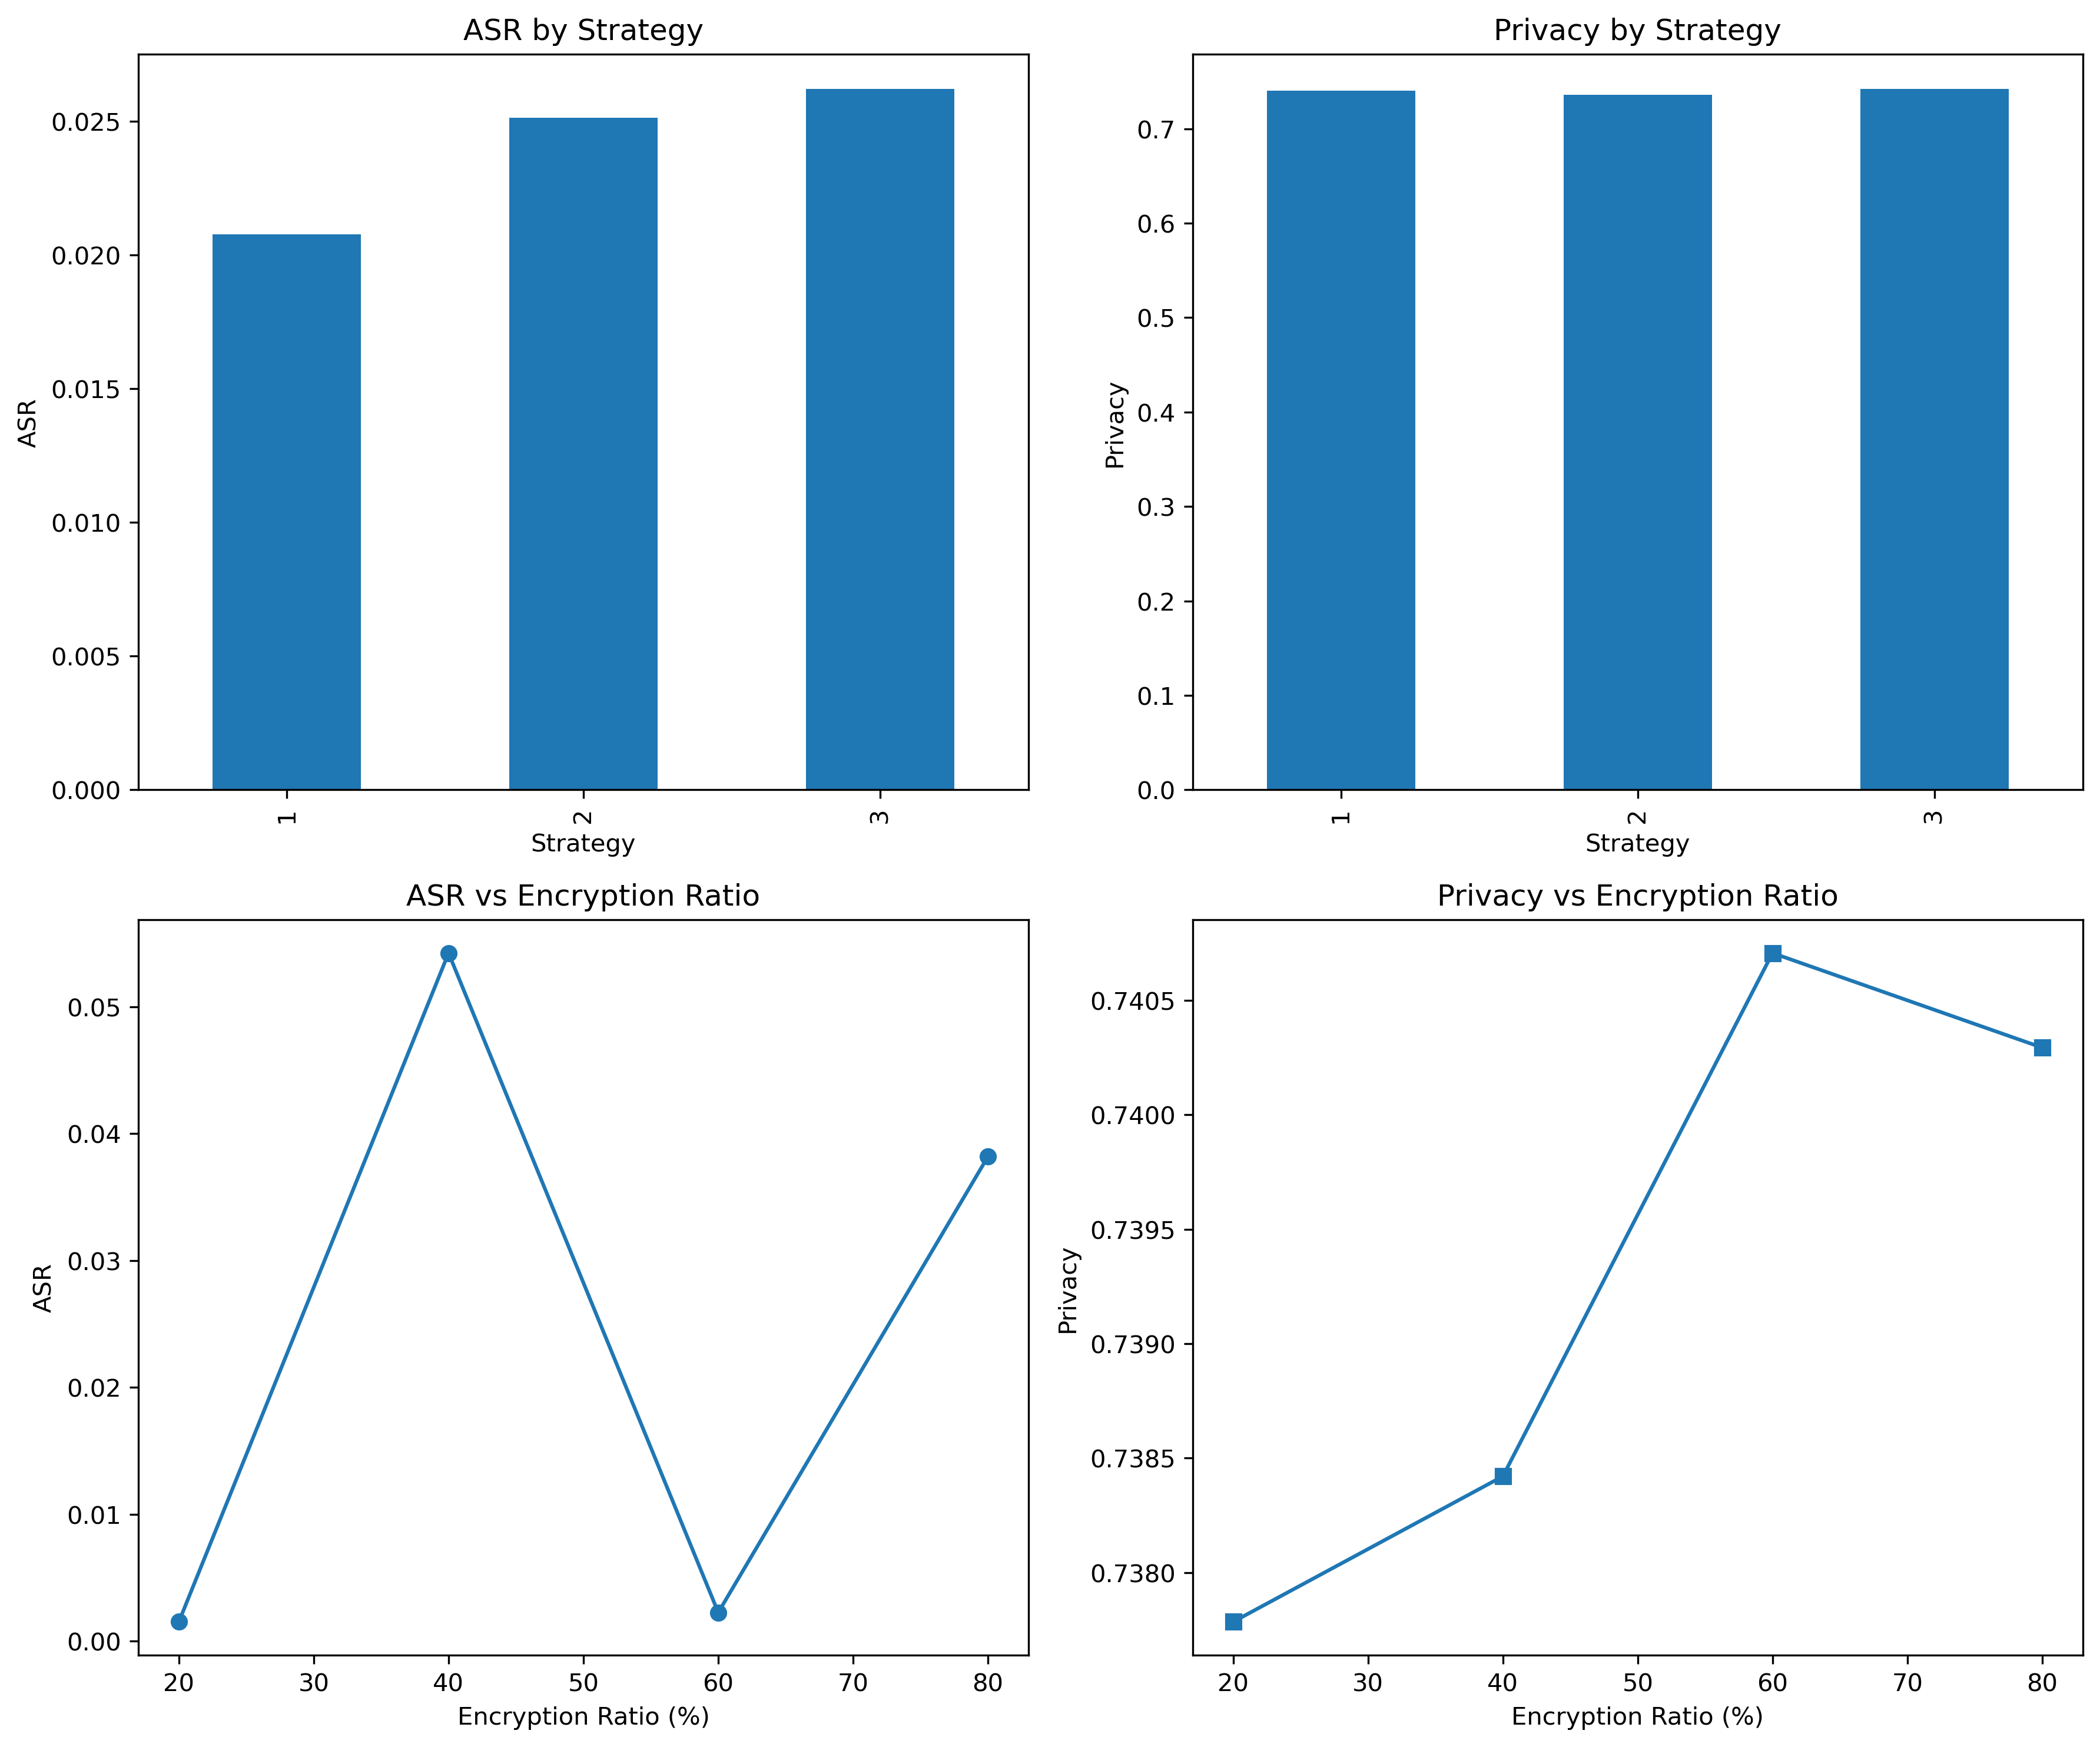 ASR by Strategy
ASR
0.025
0.020
0.015
0.010
0.005
0.000
1
2
3
Strategy
Privacy by Strategy
Privacy
0.7
0.6
0.5
0.4
0.3
0.2
0.1
0.0
1
2
3
Strategy
ASR vs Encryption Ratio
ASR
0.05
0.04
0.03
0.02
0.01
0.00
20 30 40 50 60 70 80
Encryption Ratio (%)
Privacy vs Encryption Ratio
Privacy
0.7405
0.7400
0.7395
0.7390
0.7385
0.7380
20 30 40 50 60 70 80
Encryption Ratio (%)